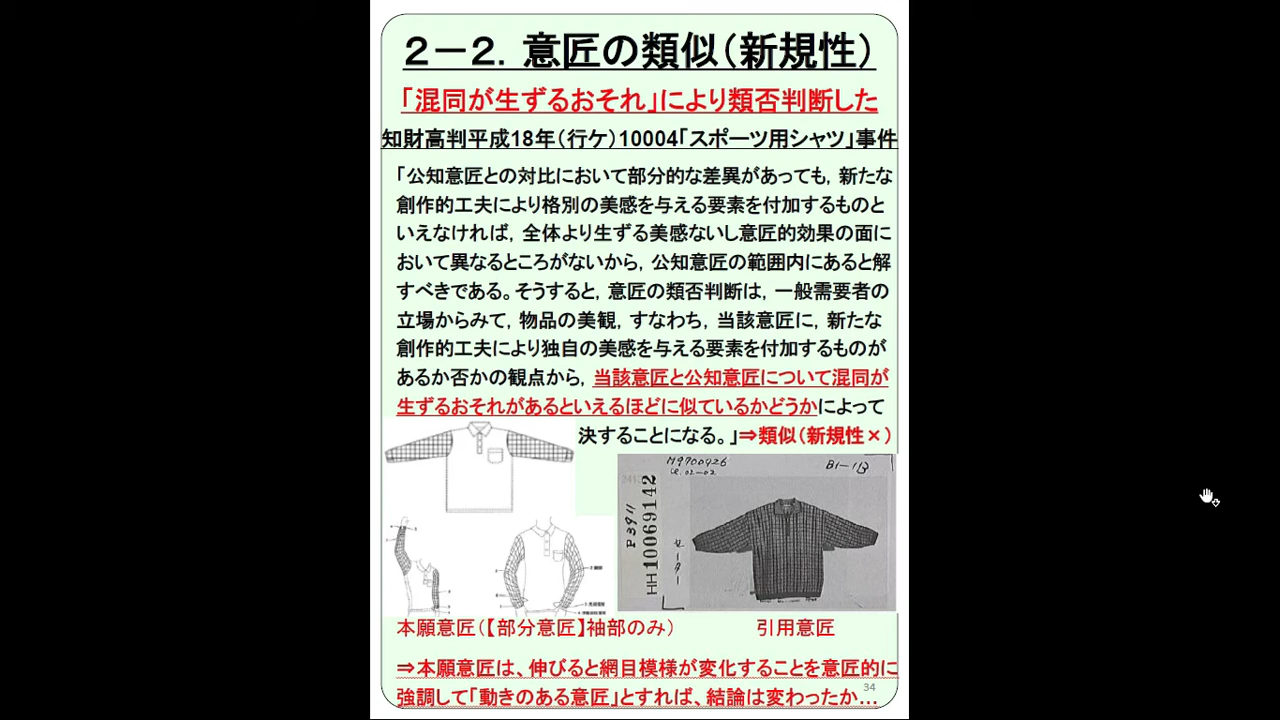 ２－２．意匠の類似（新規性）
「混同が生ずるおそれ」により類否判断した
知財高判平成18年（行ケ）10004「スポーツ用シャツ」事件
「公知意匠との対比において部分的な差異があっても，新たな
創作的工夫により格別の美感を与える要素を付加するものと
いえなければ，全体より生ずる美感ないし意匠的効果の面に
おいて異なるところがないから，公知意匠の範囲内にあると解
すべきである。そうすると，意匠の類否判断は，一般需要者の
立場からみて，物品の美観，すなわち，当該意匠に，新たな
創作的工夫により独自の美感を与える要素を付加するものが
あるか否かの観点から，当該意匠と公知意匠について混同が
生ずるおそれがあるといえるほどに似ているかどうかによって
決することになる。」⇒類似（新規性×）
M9700926
B1-1B
P3911
HH10069142
セーター
本願意匠（【部分意匠】袖部のみ）
引用意匠
⇒本願意匠は、伸びると網目模様が変化することを意匠的に
強調して「動きのある意匠」とすれば、結論は変わったか…
34